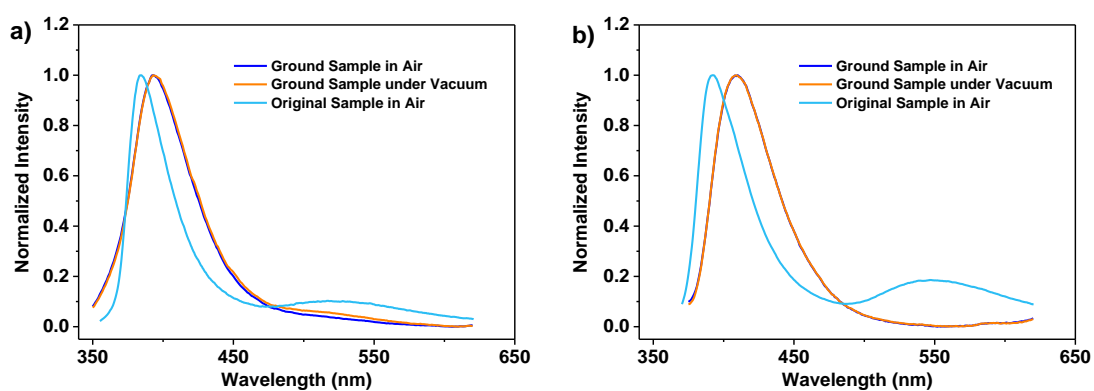 a)
Normalized Intensity
1.2
1.0
0.8
0.6
0.4
0.2
0.0
Ground Sample in Air
Ground Sample under Vacuum
Original Sample in Air
350 450 550 650
Wavelength (nm)
b)
Normalized Intensity
1.2
1.0
0.8
0.6
0.4
0.2
0.0
Ground Sample in Air
Ground Sample under Vacuum
Original Sample in Air
350 450 550 650
Wavelength (nm)